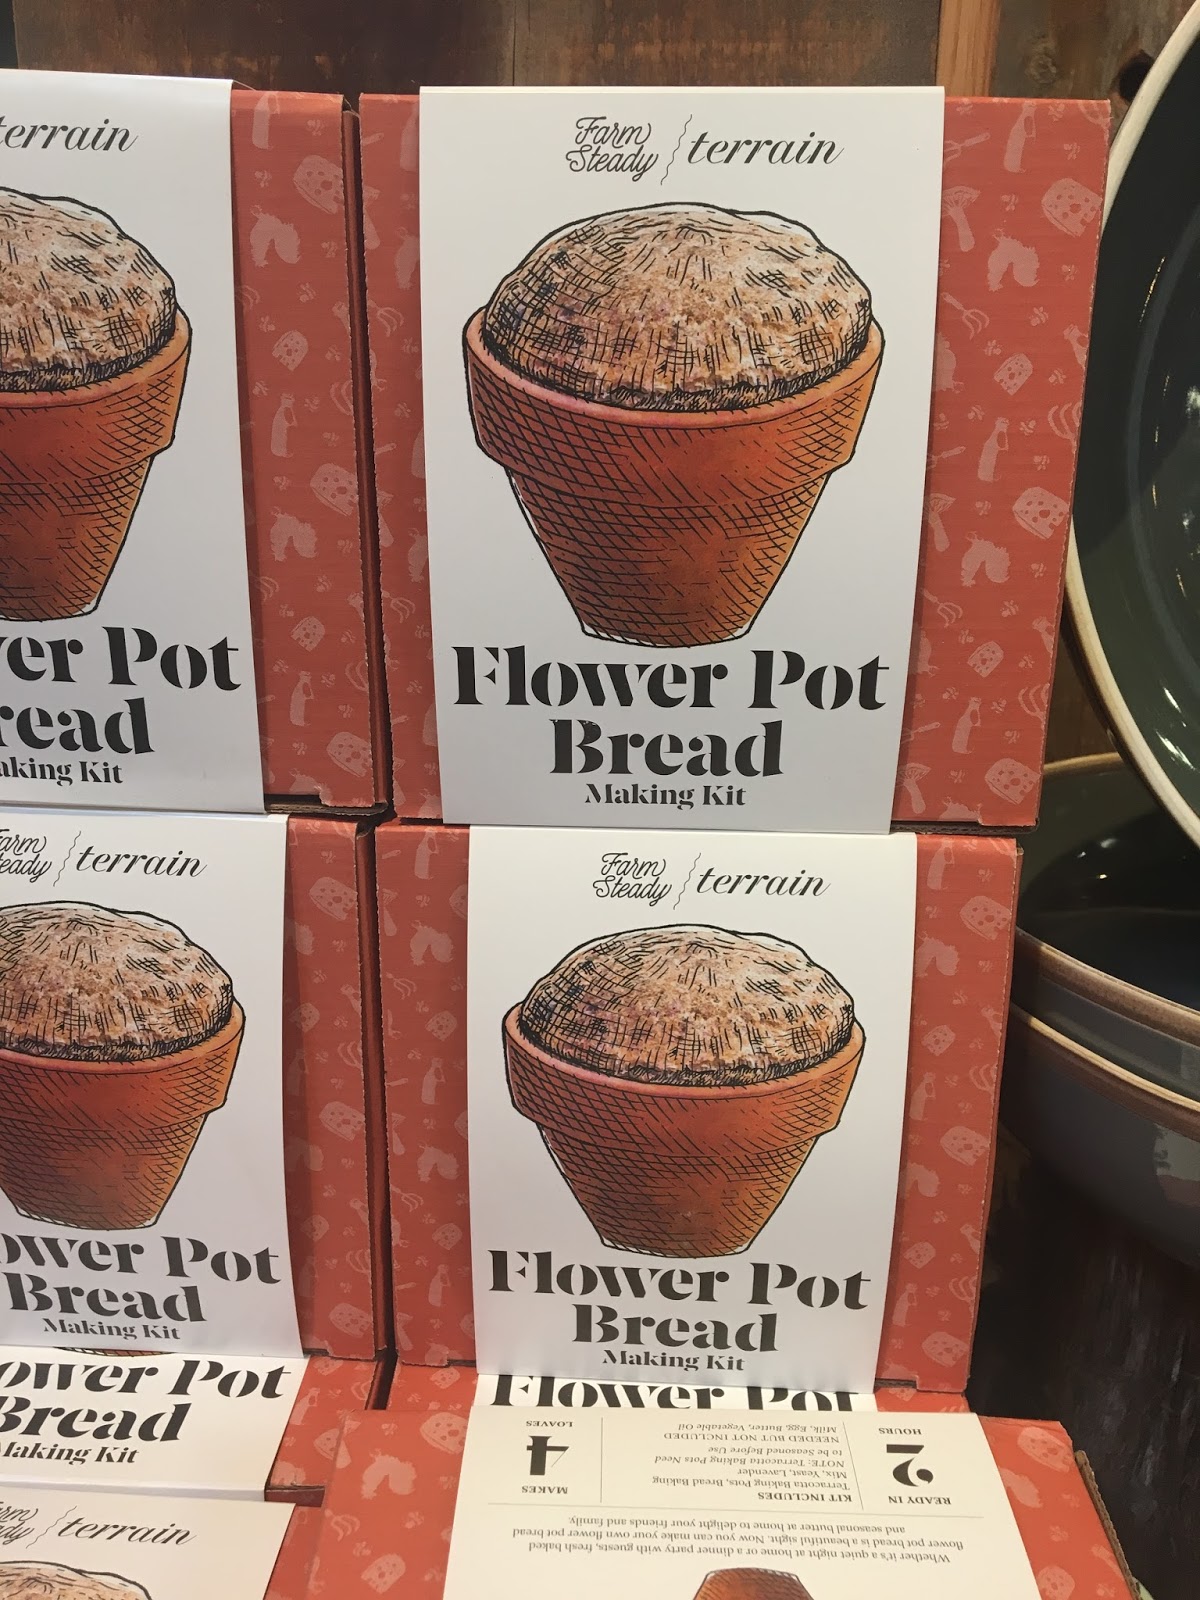 terrain
er Pot
read
aking Kit
Farm
Steady
terrain
Flower Pot
Bread
Making Kit
arm
teady
terrain
ower Pot
Bread
Making Kit
Farm
Steady
terrain
Flower Pot
Bread
Making Kit
ower Pot
Bread
Making Kit
terrain
Flower Pot
Whether it's a quiet night at home or a dinner party with guests, fresh baked
flower pot bread is a beautiful sight. Now you can make your own flower pot bread
and seasonal butter at home to delight your friends and family.
READY IN
2
HOURS
KIT INCLUDES
Terracotta Baking Pots, Bread Baking
Mix, Yeast, Lavender
NOTE: Terracotta Baking Pots Need
to be Seasoned Before Use
NEEDED BUT NOT INCLUDED
Milk, Egg, Butter, Vegetable Oil
MAKES
4
LOAVES